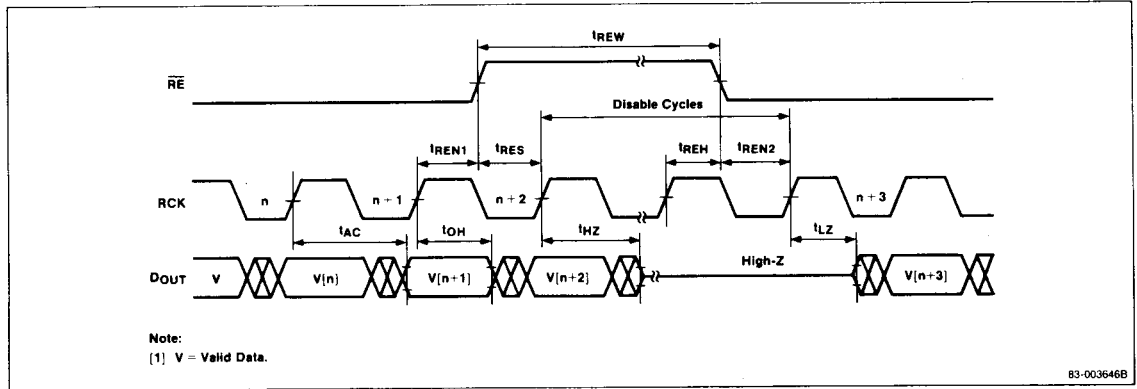 tREW
RE
Disable Cycles
tREN1 tRES tREH tREN2
RCK n n + 1 n + 2 n + 3
tAC tOH tHZ tLZ
High-Z
DOUT V V[n] V[n+1] V[n+2] V[n+3]
Note:
[1] V = Valid Data.
83-003646B